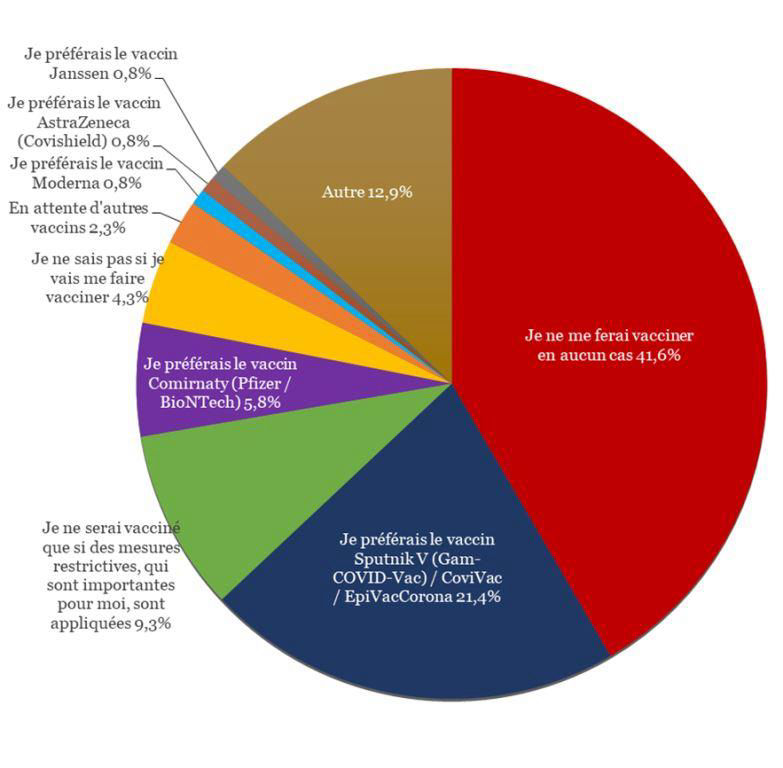 Je préférais le vaccin
Janssen 0,8%
Je préférais le vaccin
AstraZeneca
(Covishield) 0,8%
Je préférais le vaccin
Moderna 0,8%
En attente d'autres
vaccins 2,3%
Je ne sais pas si je
vais me faire
vacciner 4,3%
Je préférais le vaccin
Comirnaty (Pfizer /
BioNTech) 5,8%
Je ne serai vacciné
que si des mesures
restrictives, qui
sont importantes
pour moi, sont
appliquées 9,3%
Autre 12,9%
Je ne me ferai vacciner
en aucun cas 41,6%
Je préférais le vaccin
Sputnik V (Gam-
COVID-Vac) / CoviVac
/ EpiVacCorona 21,4%